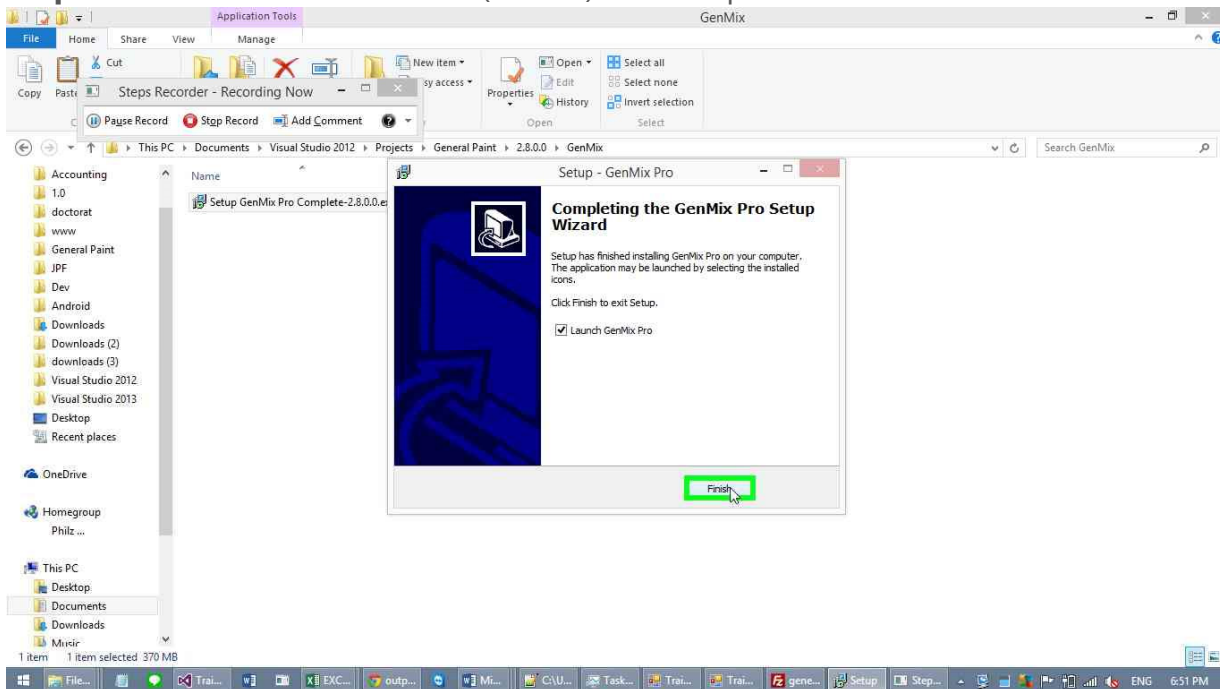 Application Tools
GenMix
File
Home
Share
View
Manage
Copy
Cut
New item
Open
Select all
Edit
Select none
Properties
History
Invert selection
Open
Select
Steps Recorder - Recording Now
Pause Record
Stop Record
Add Comment
This PC
Documents
Visual Studio 2012
Projects
General Paint
2.8.0.0
GenMix
Search GenMix
Accounting
1.0
doctorat
www
General Paint
JPF
Dev
Android
Downloads
Downloads (2)
downloads (3)
Visual Studio 2012
Visual Studio 2013
Desktop
Recent places
OneDrive
Homegroup
Philz ...
This PC
Desktop
Documents
Downloads
Music
Name
Setup GenMix Pro Complete-2.8.0.0.e
Setup - GenMix Pro
Completing the GenMix Pro Setup
Wizard
Setup has finished installing GenMix Pro on your computer.
The application may be launched by selecting the installed
icons.
Click Finish to exit Setup.
Launch GenMix Pro
Finish
1 item 1 item selected 370 MB
File...
Trai...
EXC...
outp...
Mi...
C:\U...
Task...
Trai...
Trai...
gene...
Setup
Step...
ENG
6:51 PM